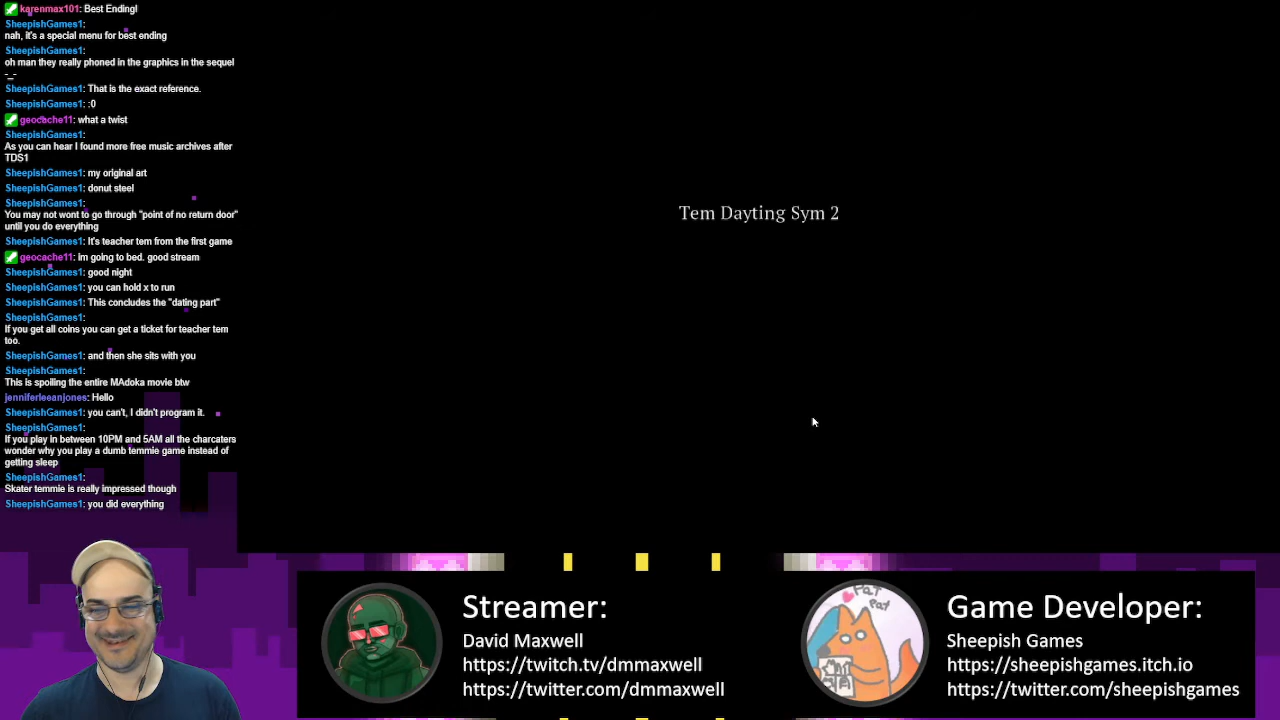 karenmax101: Best Ending!
SheepishGames1:
nah, it's a special menu for best ending
SheepishGames1:
oh man they really phoned in the graphics in the sequel
-_-
SheepishGames1: That is the exact reference.
SheepishGames1: :0
geocache11: what a twist
SheepishGames1:
As you can hear I found more free music archives after
TDS1
SheepishGames1: my original art
SheepishGames1: donut steel
SheepishGames1:
You may not wont to go through "point of no return door"
until you do everything
SheepishGames1: It's teacher tem from the first game
geocache11: im going to bed. good stream
SheepishGames1: good night
SheepishGames1: you can hold x to run
SheepishGames1: This concludes the "dating part"
SheepishGames1:
If you get all coins you can get a ticket for teacher tem
too.
SheepishGames1: and then she sits with you
SheepishGames1:
This is spoiling the entire MAdoka movie btw
jenniferleeanjones: Hello
SheepishGames1: you can't, I didn't program it.
SheepishGames1:
If you play in between 10PM and 5AM all the charcaters
wonder why you play a dumb temmie game instead of
getting sleep
SheepishGames1:
Skater temmie is really impressed though
SheepishGames1: you did everything
Tem Dayting Sym 2
Streamer:
David Maxwell
https://twitch.tv/dmmaxwell
https://twitter.com/dmmaxwell
Game Developer:
Sheepish Games
https://sheepishgames.itch.io
https://twitter.com/sheepishgames